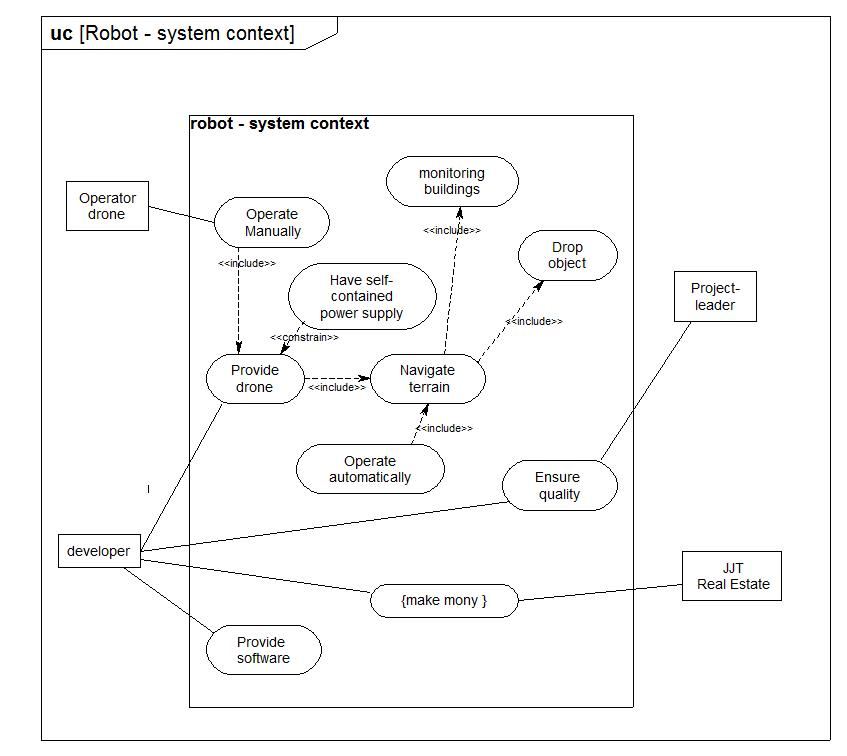 uc [Robot - system context]
robot - system context
monitoring
buildings
Operator
drone
Operate
Manually
<<include>>
Drop
object
<<include>>
Have self-
contained
power supply
Project-
leader
<<include>>
<<constrain>>
Provide
drone
<<include>>
Navigate
terrain
<<include>>
Operate
automatically
Ensure
quality
I
developer
JJT
Real Estate
{make mony }
Provide
software